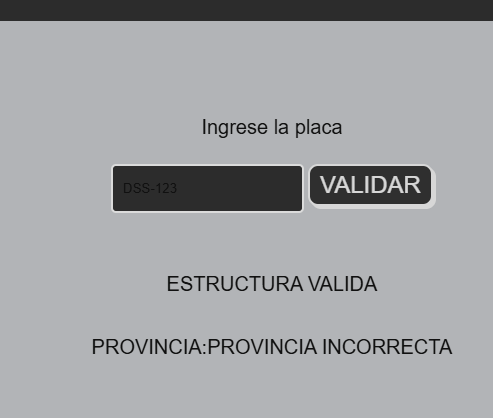 Ingrese la placa
DSS-123
VALIDAR
ESTRUCTURA VALIDA
PROVINCIA:PROVINCIA INCORRECTA